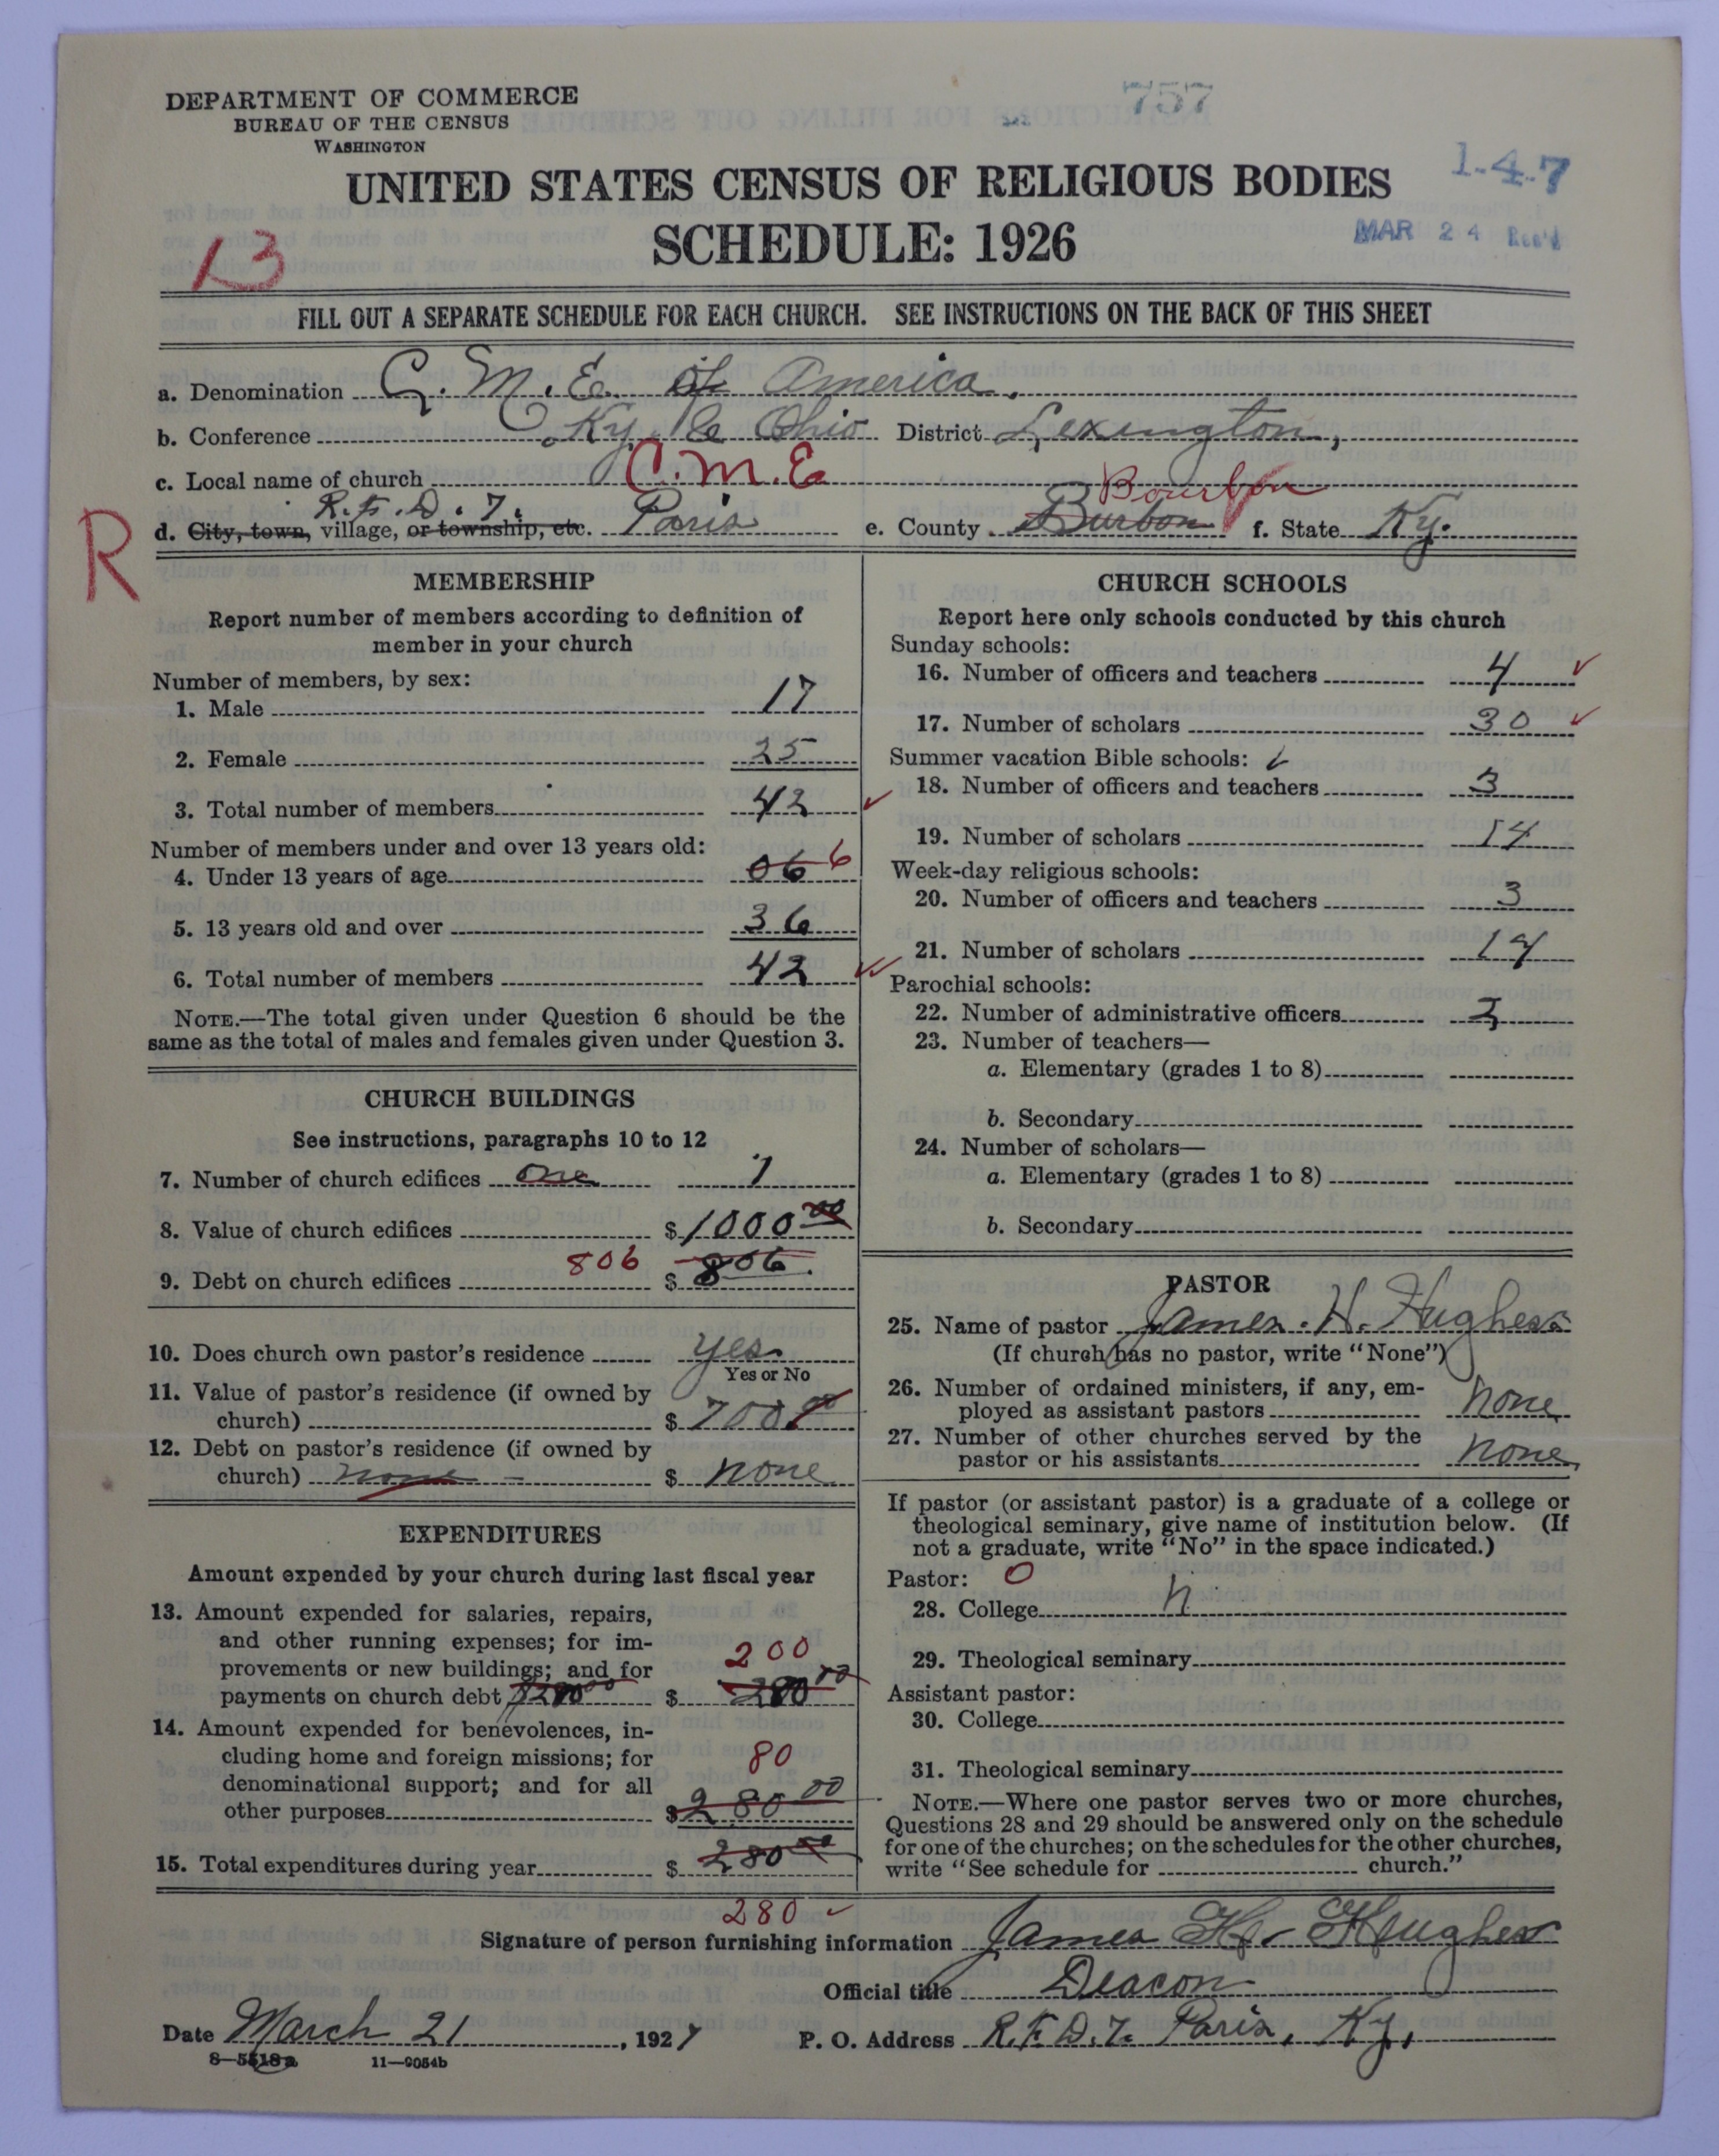 DEPARTMENT OF COMMERCE
BUREAU OF THE CENSUS
WASHINGTON
757
1-4-7
UNITED STATES CENSUS OF RELIGIOUS BODIES
SCHEDULE: 1926
MAR 24 Rec'd
13
FILL OUT A SEPARATE SCHEDULE FOR EACH CHURCH. SEE INSTRUCTIONS ON THE BACK OF THIS SHEET
a. Denomination C. M. E. of America.
b. Conference Ky. & Ohio District Lexington,
c. Local name of church C.M.E
R.F.D. 7. Bourbon
d. City, town, village, or township, etc. Paris e. County Burbon f. State Ky.
R
MEMBERSHIP
Report number of members according to definition of
member in your church
Number of members, by sex:
1. Male 17
2. Female 25
3. Total number of members 42
Number of members under and over 13 years old:
4. Under 13 years of age 06 6
5. 13 years old and over 36
6. Total number of members 42
NOTE.—The total given under Question 6 should be the
same as the total of males and females given under Question 3.
CHURCH BUILDINGS
See instructions, paragraphs 10 to 12
7. Number of church edifices one 1
8. Value of church edifices $ 1000 00
9. Debt on church edifices 806 $ 806.
10. Does church own pastor's residence yes
Yes or No
11. Value of pastor's residence (if owned by
church) $ 700 00
12. Debt on pastor's residence (if owned by
church) none $ none
EXPENDITURES
Amount expended by your church during last fiscal year
13. Amount expended for salaries, repairs,
and other running expenses; for im-
provements or new buildings; and for 200
payments on church debt $
14. Amount expended for benevolences, in-
cluding home and foreign missions; for 80
denominational support; and for all
other purposes $ 280 00
15. Total expenditures during year $ 280 00
280
CHURCH SCHOOLS
Report here only schools conducted by this church
Sunday schools:
16. Number of officers and teachers 4
17. Number of scholars 30
Summer vacation Bible schools:
18. Number of officers and teachers 3
19. Number of scholars 14
Week-day religious schools:
20. Number of officers and teachers 3
21. Number of scholars 14
Parochial schools:
22. Number of administrative officers
23. Number of teachers—
a. Elementary (grades 1 to 8)
b. Secondary
24. Number of scholars—
a. Elementary (grades 1 to 8)
b. Secondary
PASTOR
25. Name of pastor James. H. Hughes
(If church has no pastor, write "None")
26. Number of ordained ministers, if any, em-
ployed as assistant pastors none
27. Number of other churches served by the
pastor or his assistants none
If pastor (or assistant pastor) is a graduate of a college or
theological seminary, give name of institution below. (If
not a graduate, write "No" in the space indicated.)
Pastor: 0
28. College n
29. Theological seminary
Assistant pastor:
30. College
31. Theological seminary
NOTE.—Where one pastor serves two or more churches,
Questions 28 and 29 should be answered only on the schedule
for one of the churches; on the schedules for the other churches,
write "See schedule for church."
Signature of person furnishing information James H. Hughes
Official title Deacon
Date March 21, 1927 P. O. Address R.F.D.7. Paris, Ky,
8—5518a 11—9054b